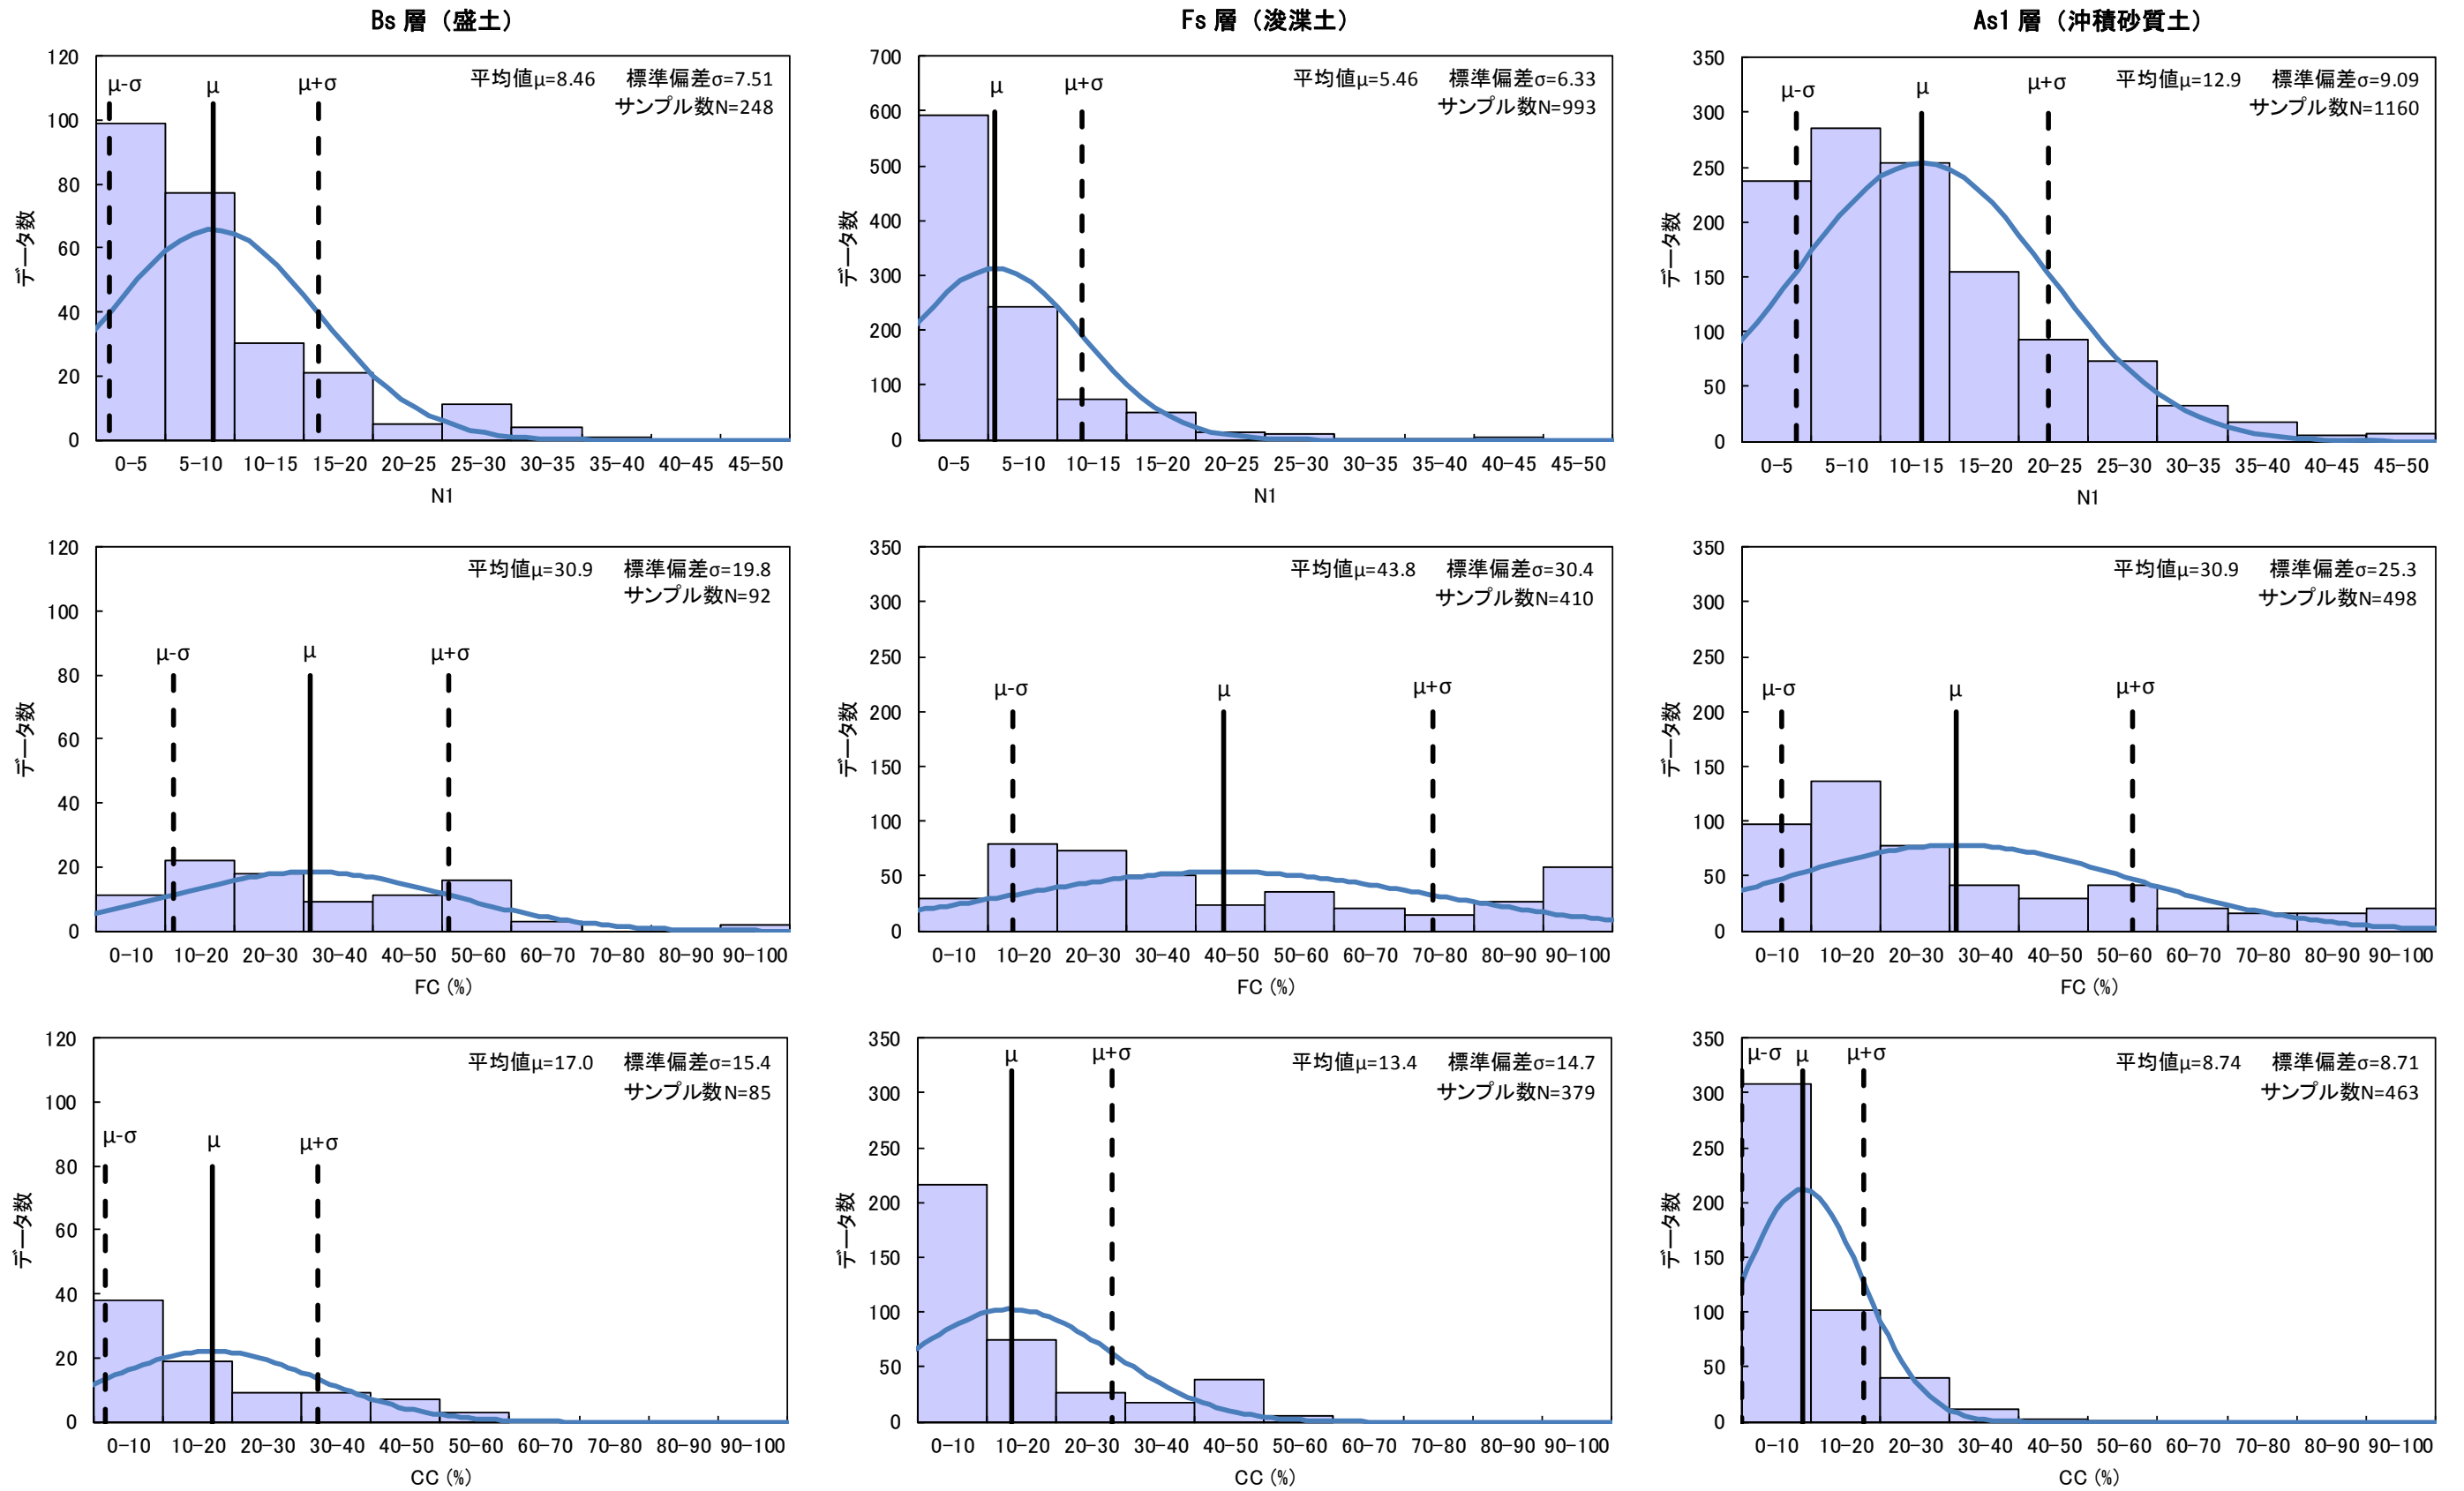 Bs 層（盛土）
120
100
80
60
40
20
0
データ数
μ-σ
μ
μ+σ
平均値μ=8.46 標準偏差σ=7.51
サンプル数N=248
0-5 5-10 10-15 15-20 20-25 25-30 30-35 35-40 40-45 45-50
N1
Fs 層（浚渫土）
700
600
500
400
300
200
100
0
データ数
μ
μ+σ
平均値μ=5.46 標準偏差σ=6.33
サンプル数N=993
0-5 5-10 10-15 15-20 20-25 25-30 30-35 35-40 40-45 45-50
N1
As1 層（沖積砂質土）
350
300
250
200
150
100
50
0
データ数
μ-σ
μ
μ+σ
平均値μ=12.9 標準偏差σ=9.09
サンプル数N=1160
0-5 5-10 10-15 15-20 20-25 25-30 30-35 35-40 40-45 45-50
N1
120
100
80
60
40
20
0
データ数
μ-σ
μ
μ+σ
平均値μ=30.9 標準偏差σ=19.8
サンプル数N=92
0-10 10-20 20-30 30-40 40-50 50-60 60-70 70-80 80-90 90-100
FC (%)
350
300
250
200
150
100
50
0
データ数
μ-σ
μ
μ+σ
平均値μ=43.8 標準偏差σ=30.4
サンプル数N=410
0-10 10-20 20-30 30-40 40-50 50-60 60-70 70-80 80-90 90-100
FC (%)
350
300
250
200
150
100
50
0
データ数
μ-σ
μ
μ+σ
平均値μ=30.9 標準偏差σ=25.3
サンプル数N=498
0-10 10-20 20-30 30-40 40-50 50-60 60-70 70-80 80-90 90-100
FC (%)
120
100
80
60
40
20
0
データ数
μ-σ
μ
μ+σ
平均値μ=17.0 標準偏差σ=15.4
サンプル数N=85
0-10 10-20 20-30 30-40 40-50 50-60 60-70 70-80 80-90 90-100
CC (%)
350
300
250
200
150
100
50
0
データ数
μ
μ+σ
平均値μ=13.4 標準偏差σ=14.7
サンプル数N=379
0-10 10-20 20-30 30-40 40-50 50-60 60-70 70-80 80-90 90-100
CC (%)
350
300
250
200
150
100
50
0
データ数
μ-σ
μ
μ+σ
平均値μ=8.74 標準偏差σ=8.71
サンプル数N=463
0-10 10-20 20-30 30-40 40-50 50-60 60-70 70-80 80-90 90-100
CC (%)